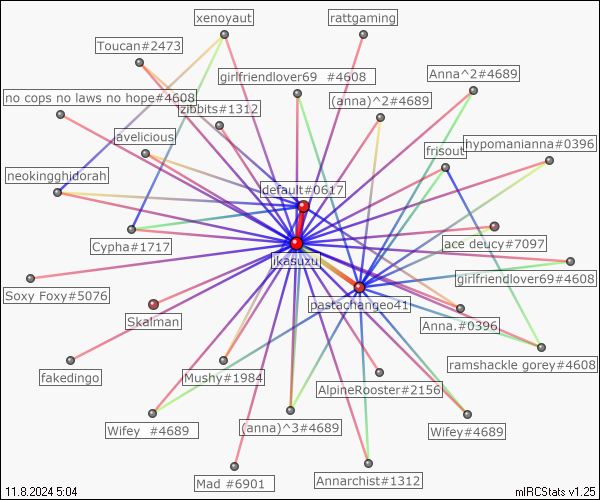 xenoyaut
rattgaming
Toucan#2473
girlfriendlover69 #4608
Anna^2#4689
no cops no laws no hope#4608
zibbits#1312
(anna)^2#4689
avelicious
frisout
hypomanianna#0396
neokingghidorah
default#0617
Cypha#1717
ace deucy#7097
ikasuzu
girlfriendlover69#4608
Soxy Foxy#5076
pastachangeo41
Skalman
Anna.#0396
ramshackle gorey#4608
fakedingo
Mushy#1984
AlpineRooster#2156
Wifey #4689
(anna)^3#4689
Wifey#4689
Mad #6901
Annarchist#1312
11.8.2024 5:04
mIRCStats v1.25